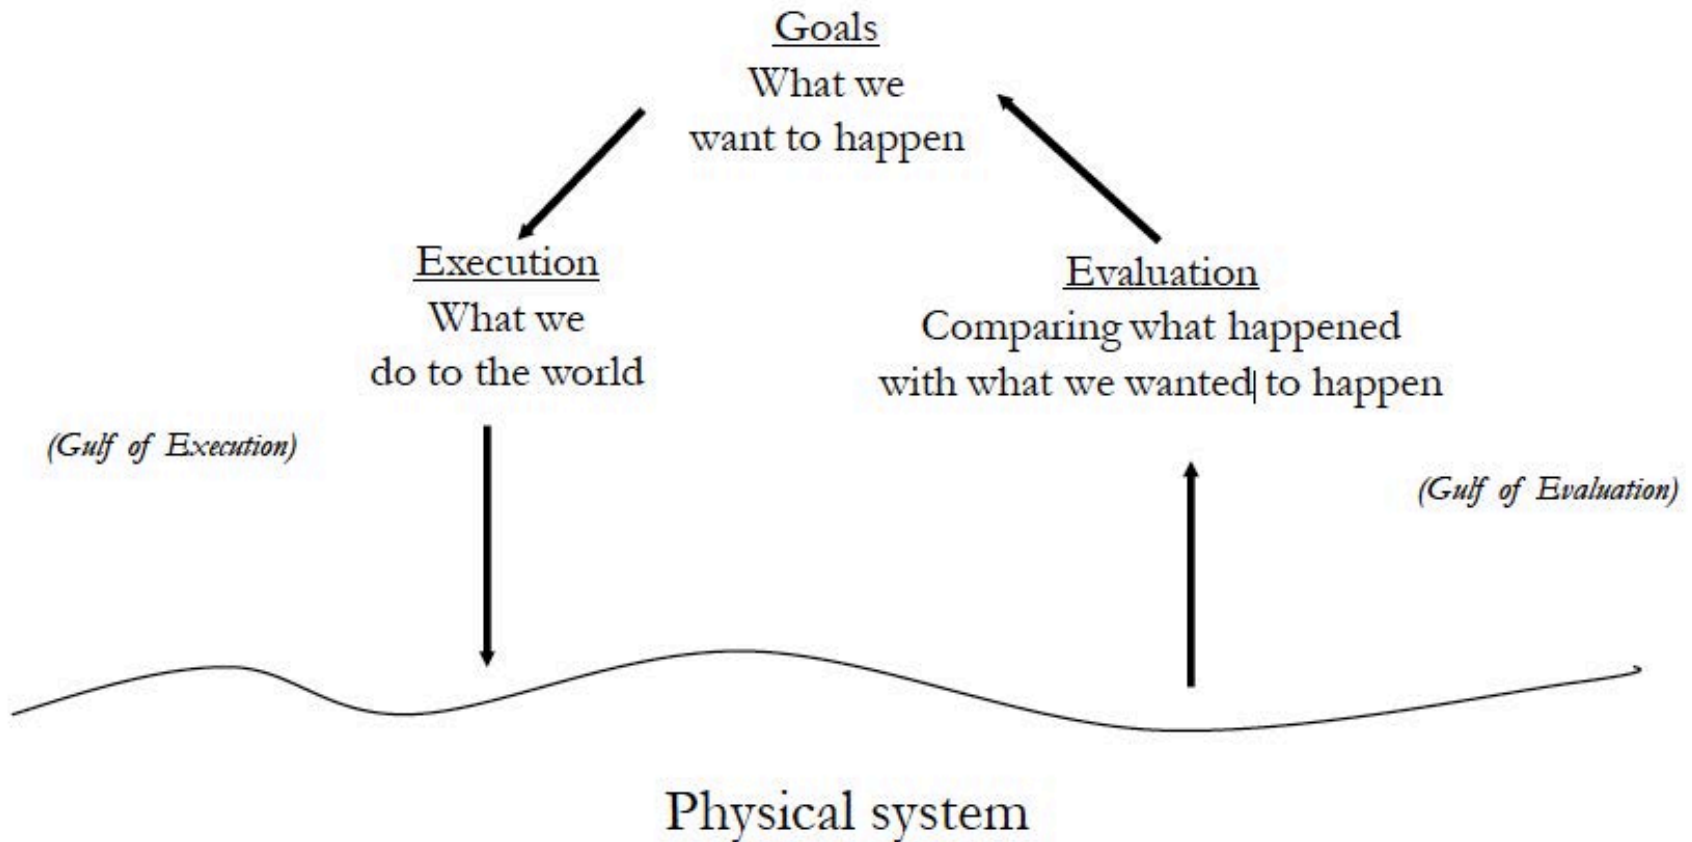 Goals
What we
want to happen
Execution
What we
do to the world
Evaluation
Comparing what happened
with what we wanted to happen
(Gulf of Execution)
(Gulf of Evaluation)
Physical system